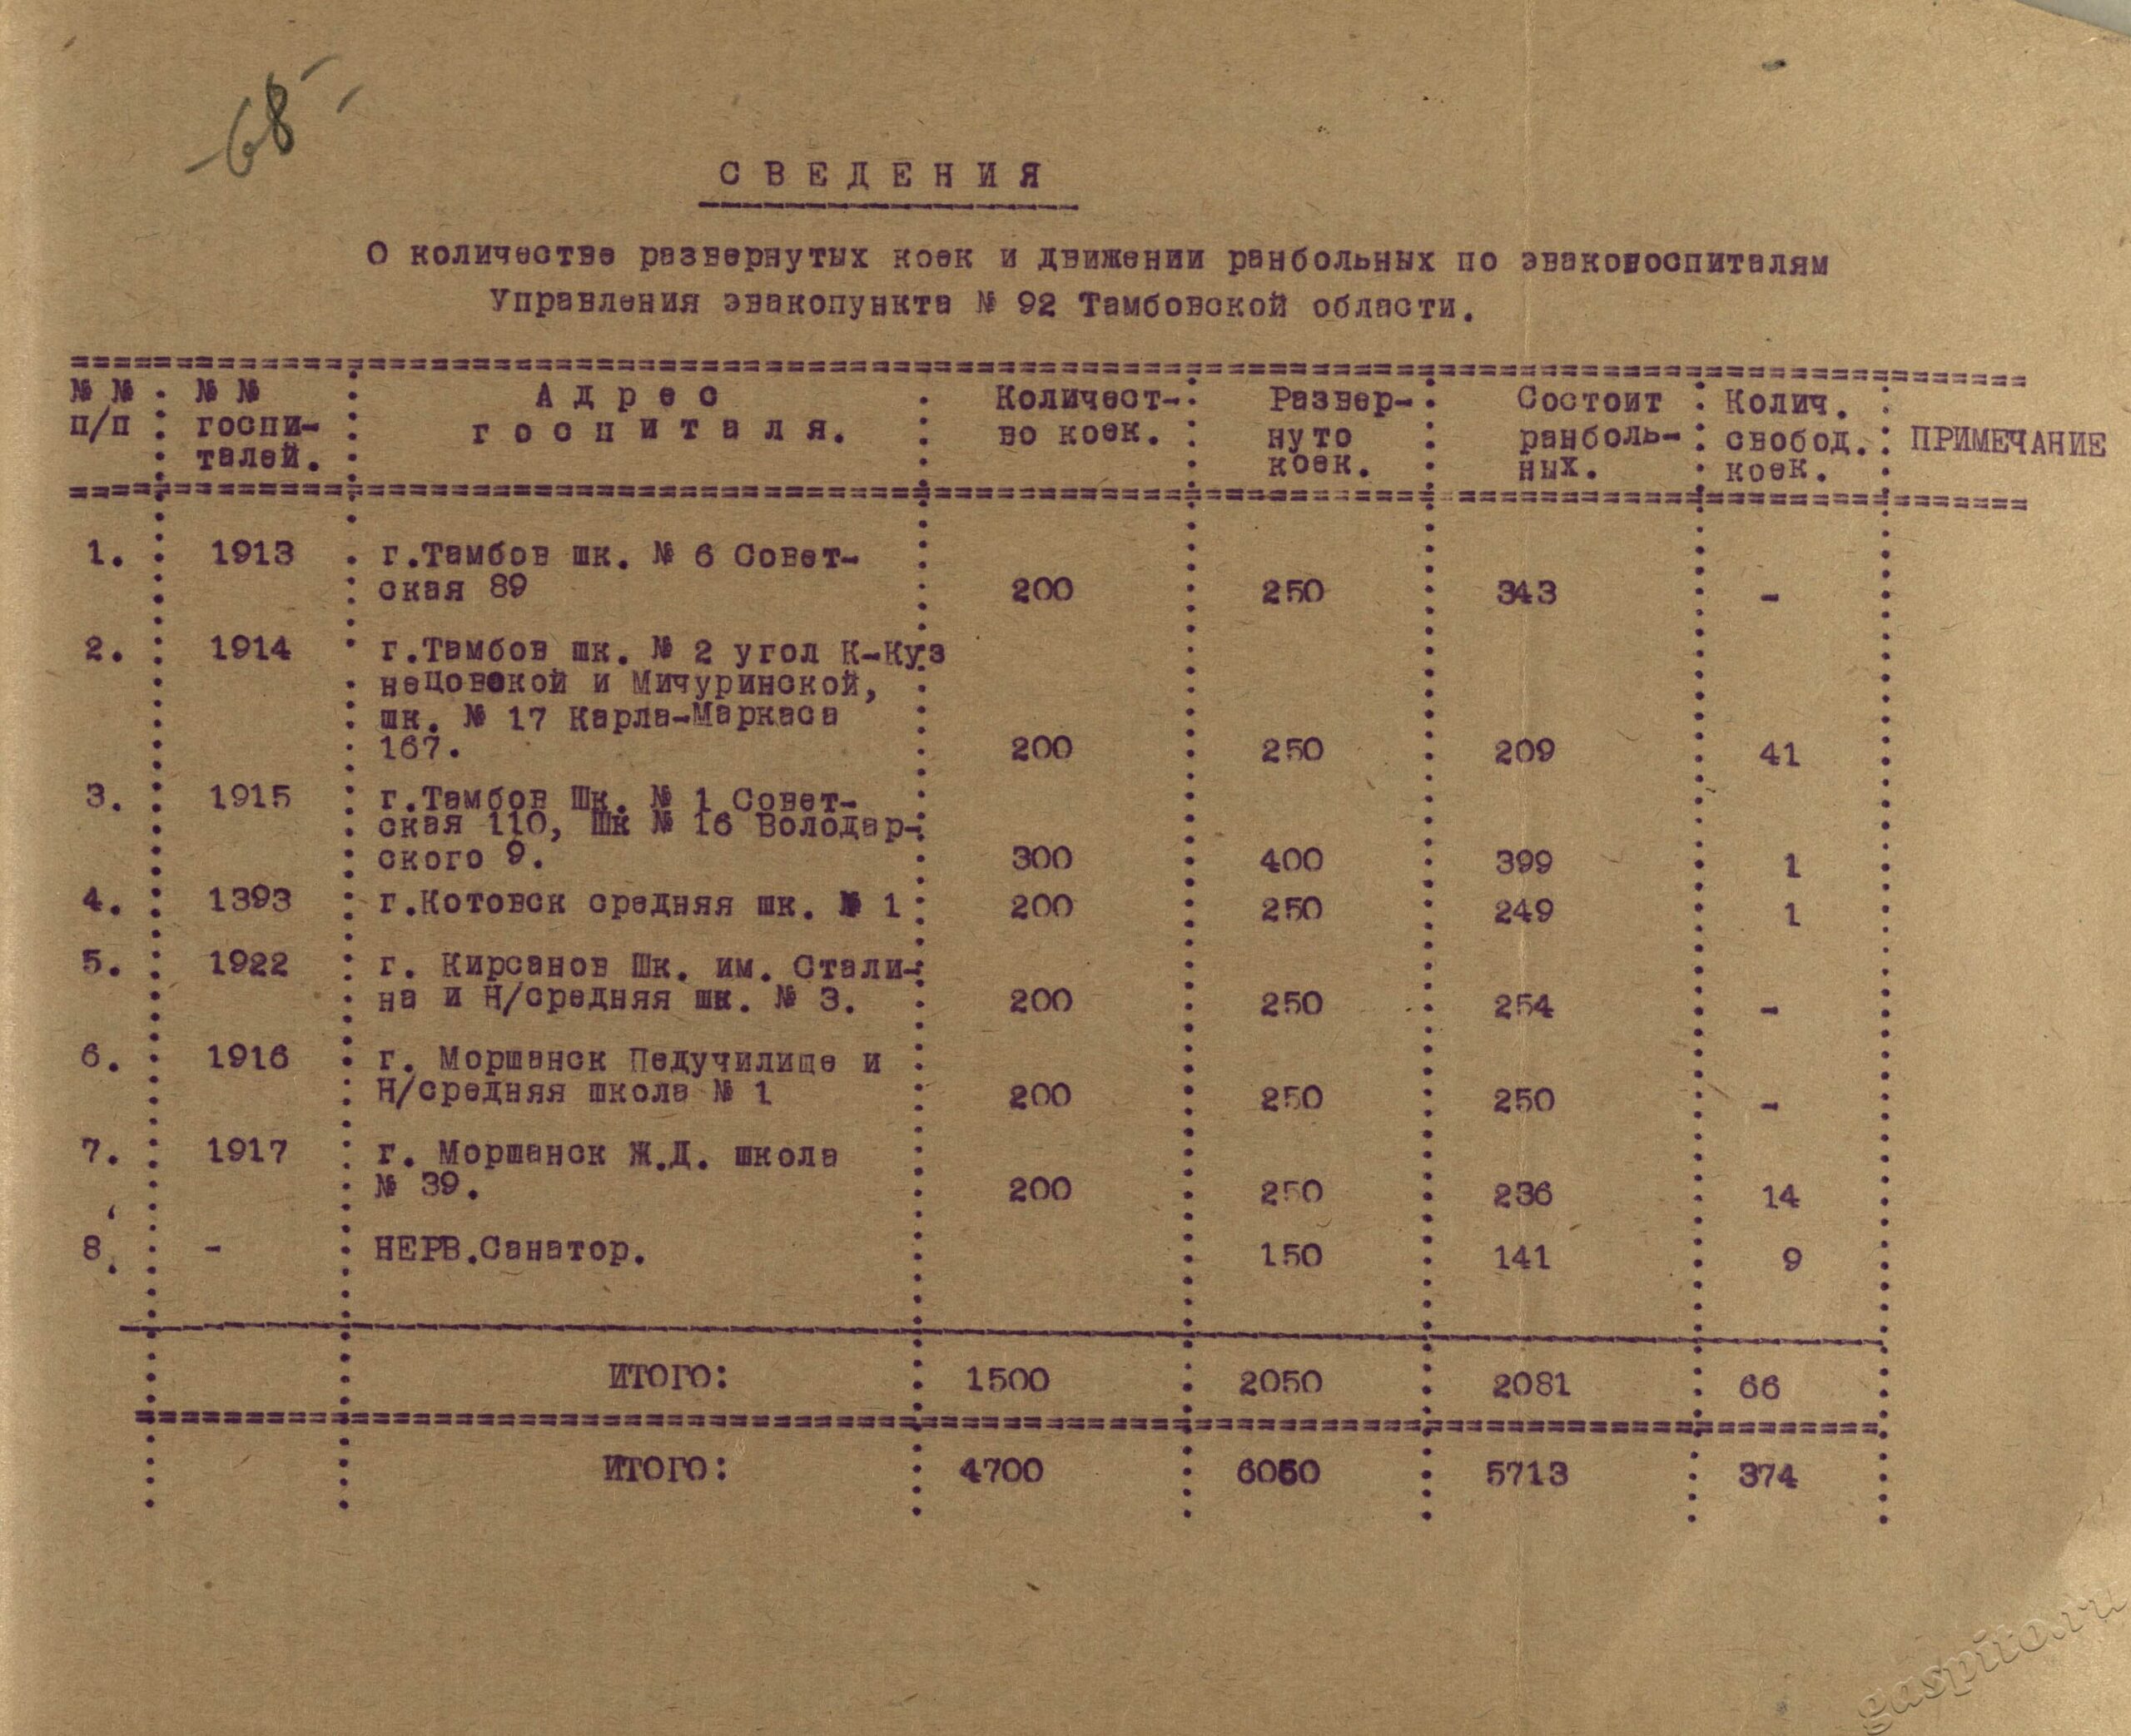 -68-
СВЕДЕНИЯ
О количестве развернутых коек и движении ранбольных по эвакогоспиталям
Управления эвакопункта № 92 Тамбовской области.
№ № п/п № № госпи-талей. Адрес госпиталя. Количест-во коек. Развер-нуто коек. Состоит ранболь-ных. Колич. свобод. коек. ПРИМЕЧАНИЕ
1. 1913 г.Тамбов шк. № 6 Совет-
ская 89 200 250 343 -
2. 1914 г.Тамбов шк. № 2 угол К-Куз
нецовской и Мичуринской,
шк. № 17 Карла-Маркаса
167. 200 250 209 41
3. 1915 г.Тамбов Шк. № 1 Совет-
ская 110, Шк № 16 Володар-
ского 9. 300 400 399 1
4. 1393 г.Котовск средняя шк. № 1 200 250 249 1
5. 1922 г. Кирсанов Шк. им. Стали-
на и Н/средняя шк. № 3. 200 250 254 -
6. 1916 г. Моршанск Педучилище и
Н/средняя школа № 1 200 250 250 -
7. 1917 г. Моршанск Ж.Д. школа
№ 39. 200 250 236 14
8. - НЕРВ.Санатор. 150 141 9
ИТОГО: 1500 2050 2081 66
ИТОГО: 4700 6050 5713 374
gaspito.ru